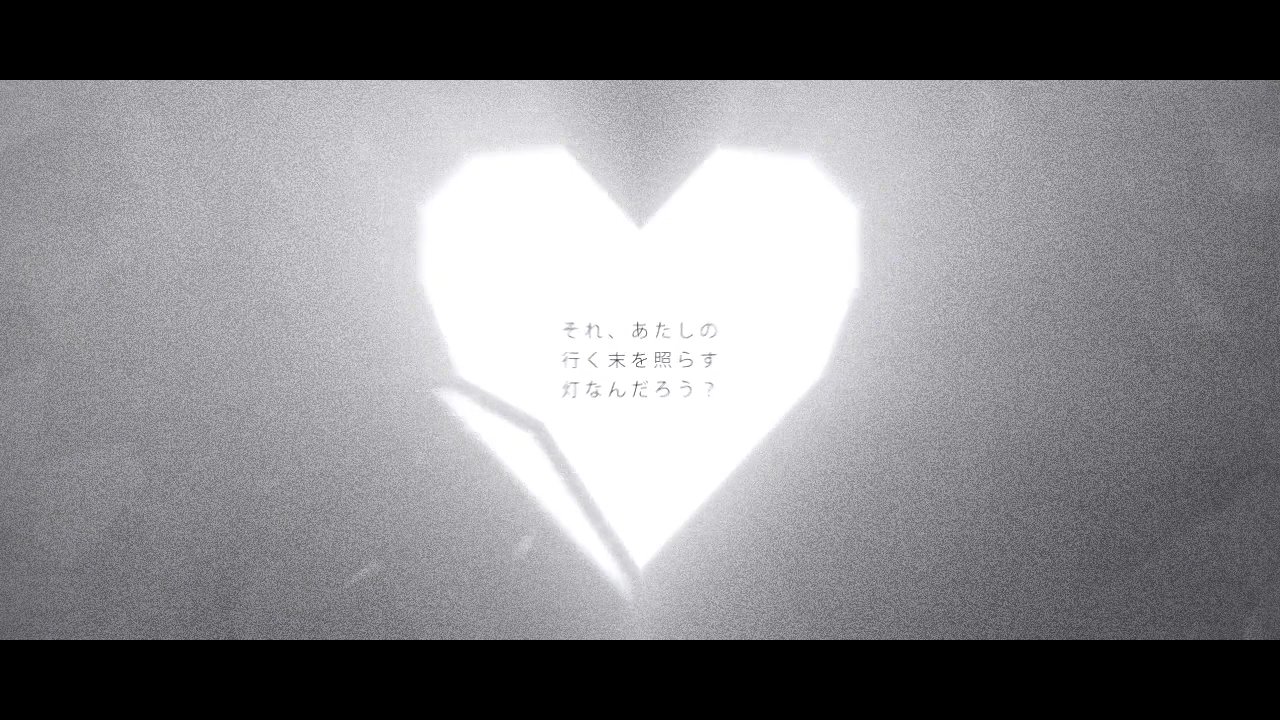 それ、あたしの
行く末を照らす
灯なんだろう？